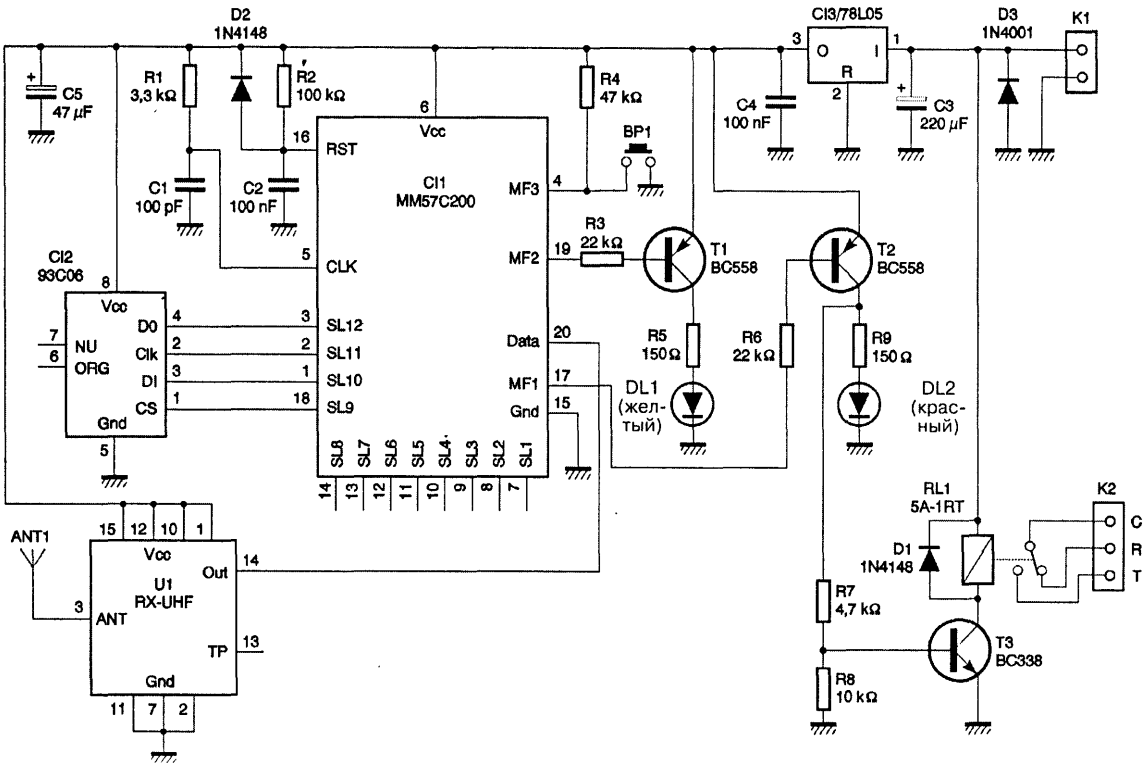 D2
1N4148
CI3/78L05
D3
1N4001
K1
3
O
I
1
R
2
C5
47 µF
+
R1
3,3 kΩ
R2
100 kΩ
R4
47 kΩ
C4
100 nF
+
C3
220 µF
8
6
Vcc
16
RST
BP1
C1
100 pF
C2
100 nF
CI1
MM57C200
MF3
4
R3
22 kΩ
T1
BC558
T2
BC558
CI2
93C06
5
CLK
MF2
19
Vcc
7
NU
6
ORG
D0
4
3
SL12
Clk
2
2
SL11
DI
3
1
SL10
CS
1
18
SL9
Gnd
5
Data
20
MF1
17
Gnd
15
R5
150 Ω
R6
22 kΩ
R9
150 Ω
DL1
(жел-
тый)
DL2
(крас-
ный)
SL8
SL7
SL6
SL5
SL4
SL3
SL2
SL1
14
13
12
11
10
9
8
7
RL1
5A-1RT
K2
C
R
T
ANT1
15
12
10
1
Vcc
U1
RX-UHF
Out
14
3
ANT
TP
13
Gnd
11
7
2
D1
1N4148
R7
4,7 kΩ
R8
10 kΩ
T3
BC338